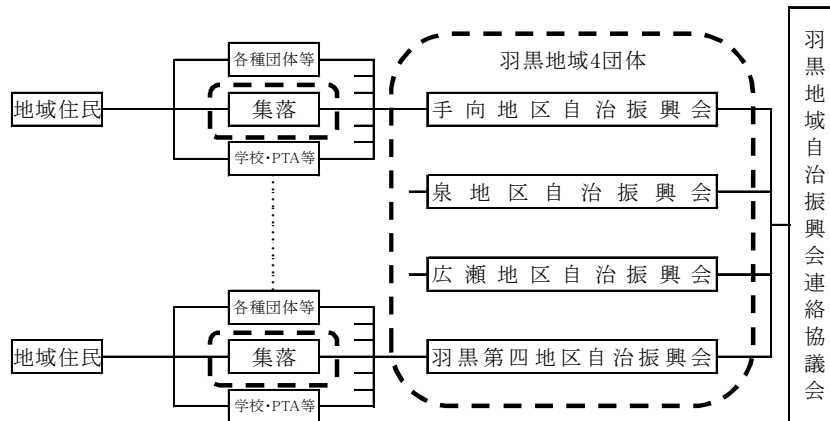 各種団体等
羽黒地域4団体
地域住民
集落
手向地区自治振興会
学校・PTA等
泉地区自治振興会
広瀬地区自治振興会
各種団体等
地域住民
集落
羽黒第四地区自治振興会
学校・PTA等
羽黒地域自治振興会連絡協議会